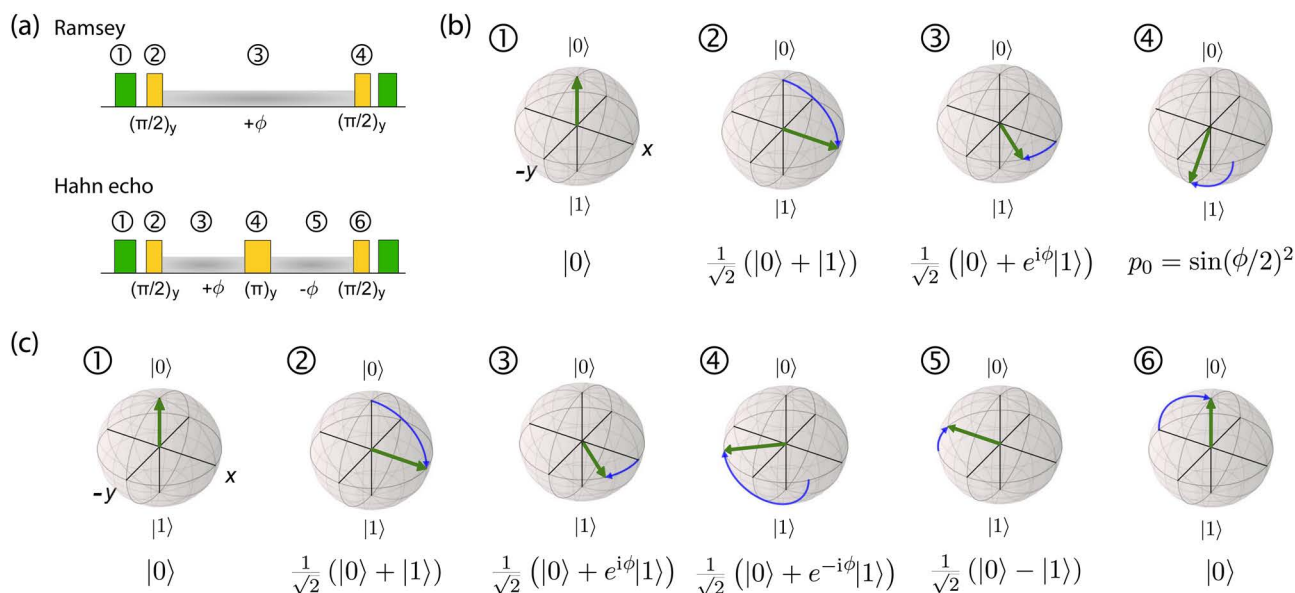 (a) Ramsey
① ② ③ ④
(π/2)y +ϕ (π/2)y
Hahn echo
① ② ③ ④ ⑤ ⑥
(π/2)y +ϕ (π)y -ϕ (π/2)y
(b)
① ② ③ ④
|0⟩ |0⟩ |0⟩ |0⟩
-y x
|1⟩ |1⟩ |1⟩ |1⟩
|0⟩ 1/√2 (|0⟩ + |1⟩) 1/√2 (|0⟩ + e^{iϕ}|1⟩) p₀ = sin(ϕ/2)²
(c)
① ② ③ ④ ⑤ ⑥
|0⟩ |0⟩ |0⟩ |0⟩ |0⟩ |0⟩
-y x
|1⟩ |1⟩ |1⟩ |1⟩ |1⟩ |1⟩
|0⟩ 1/√2 (|0⟩ + |1⟩) 1/√2 (|0⟩ + e^{iϕ}|1⟩) 1/√2 (|0⟩ + e^{-iϕ}|1⟩) 1/√2 (|0⟩ − |1⟩) |0⟩